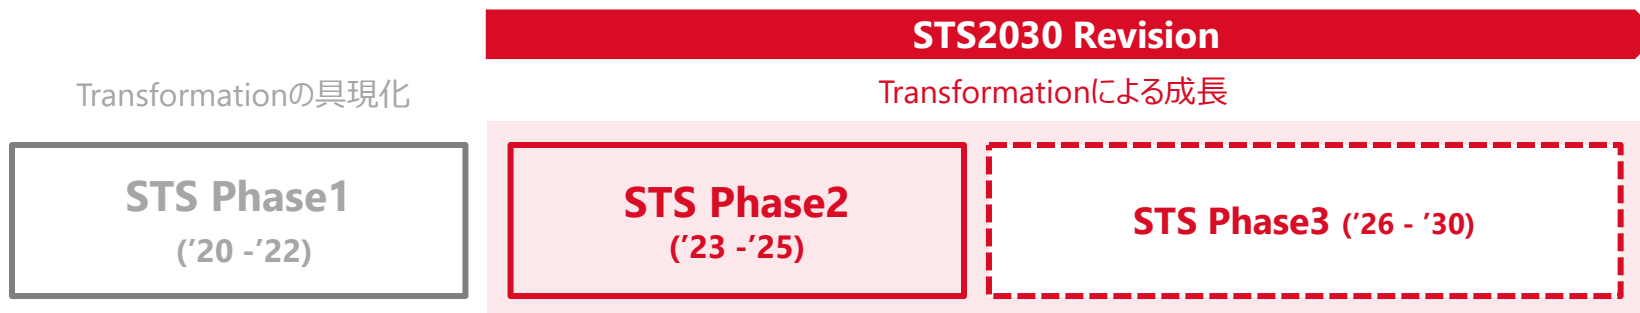 STS2030 Revision
Transformationの具現化
Transformationによる成長
STS Phase1
(’20 -’22)
STS Phase2
(’23 -’25)
STS Phase3 (’26 - ’30)